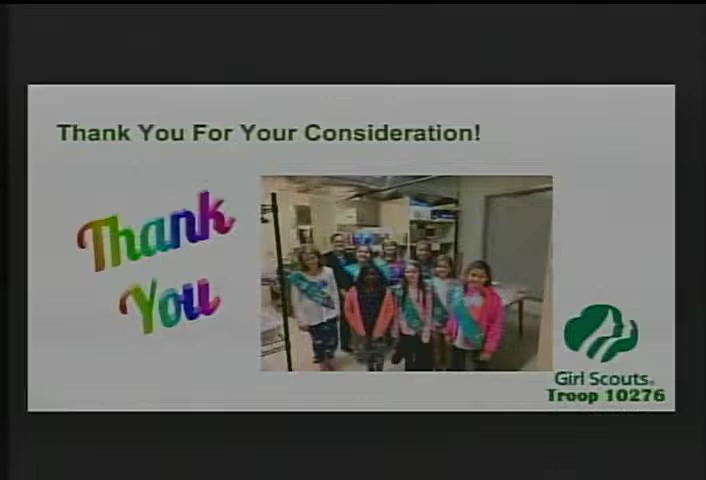 Thank You For Your Consideration!
Thank
You
Girl Scouts
Troop 10276